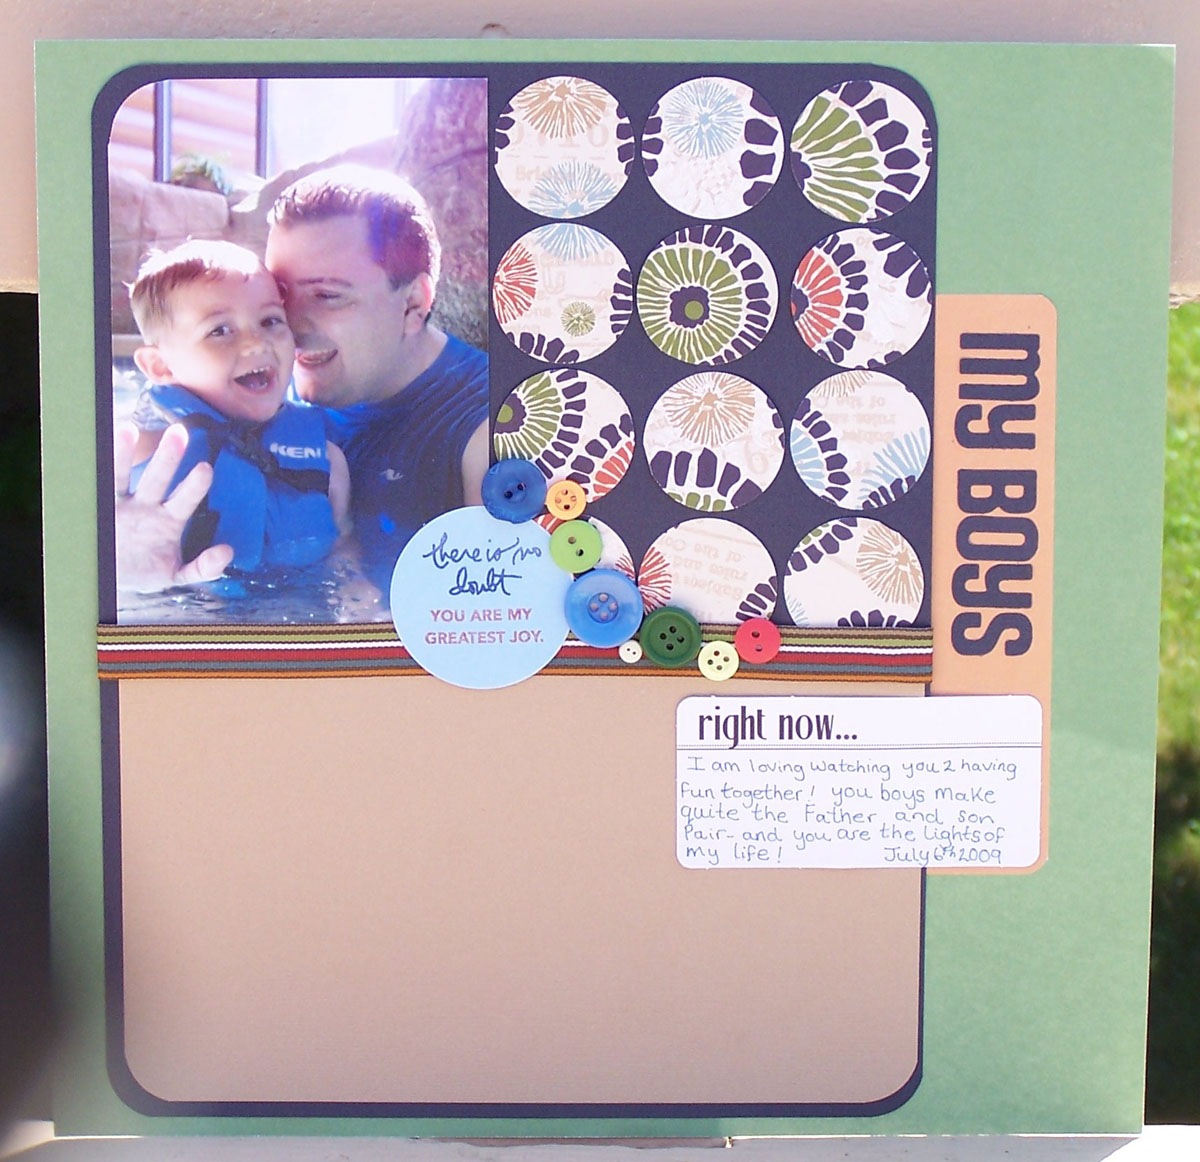 KEN
there is no
doubt
YOU ARE MY
GREATEST JOY.
MY BOYS
right now...
I am loving watching you 2 having
fun together! you boys make
quite the Father and son
Pair- and you are the lights of
my life! July 6th 2009